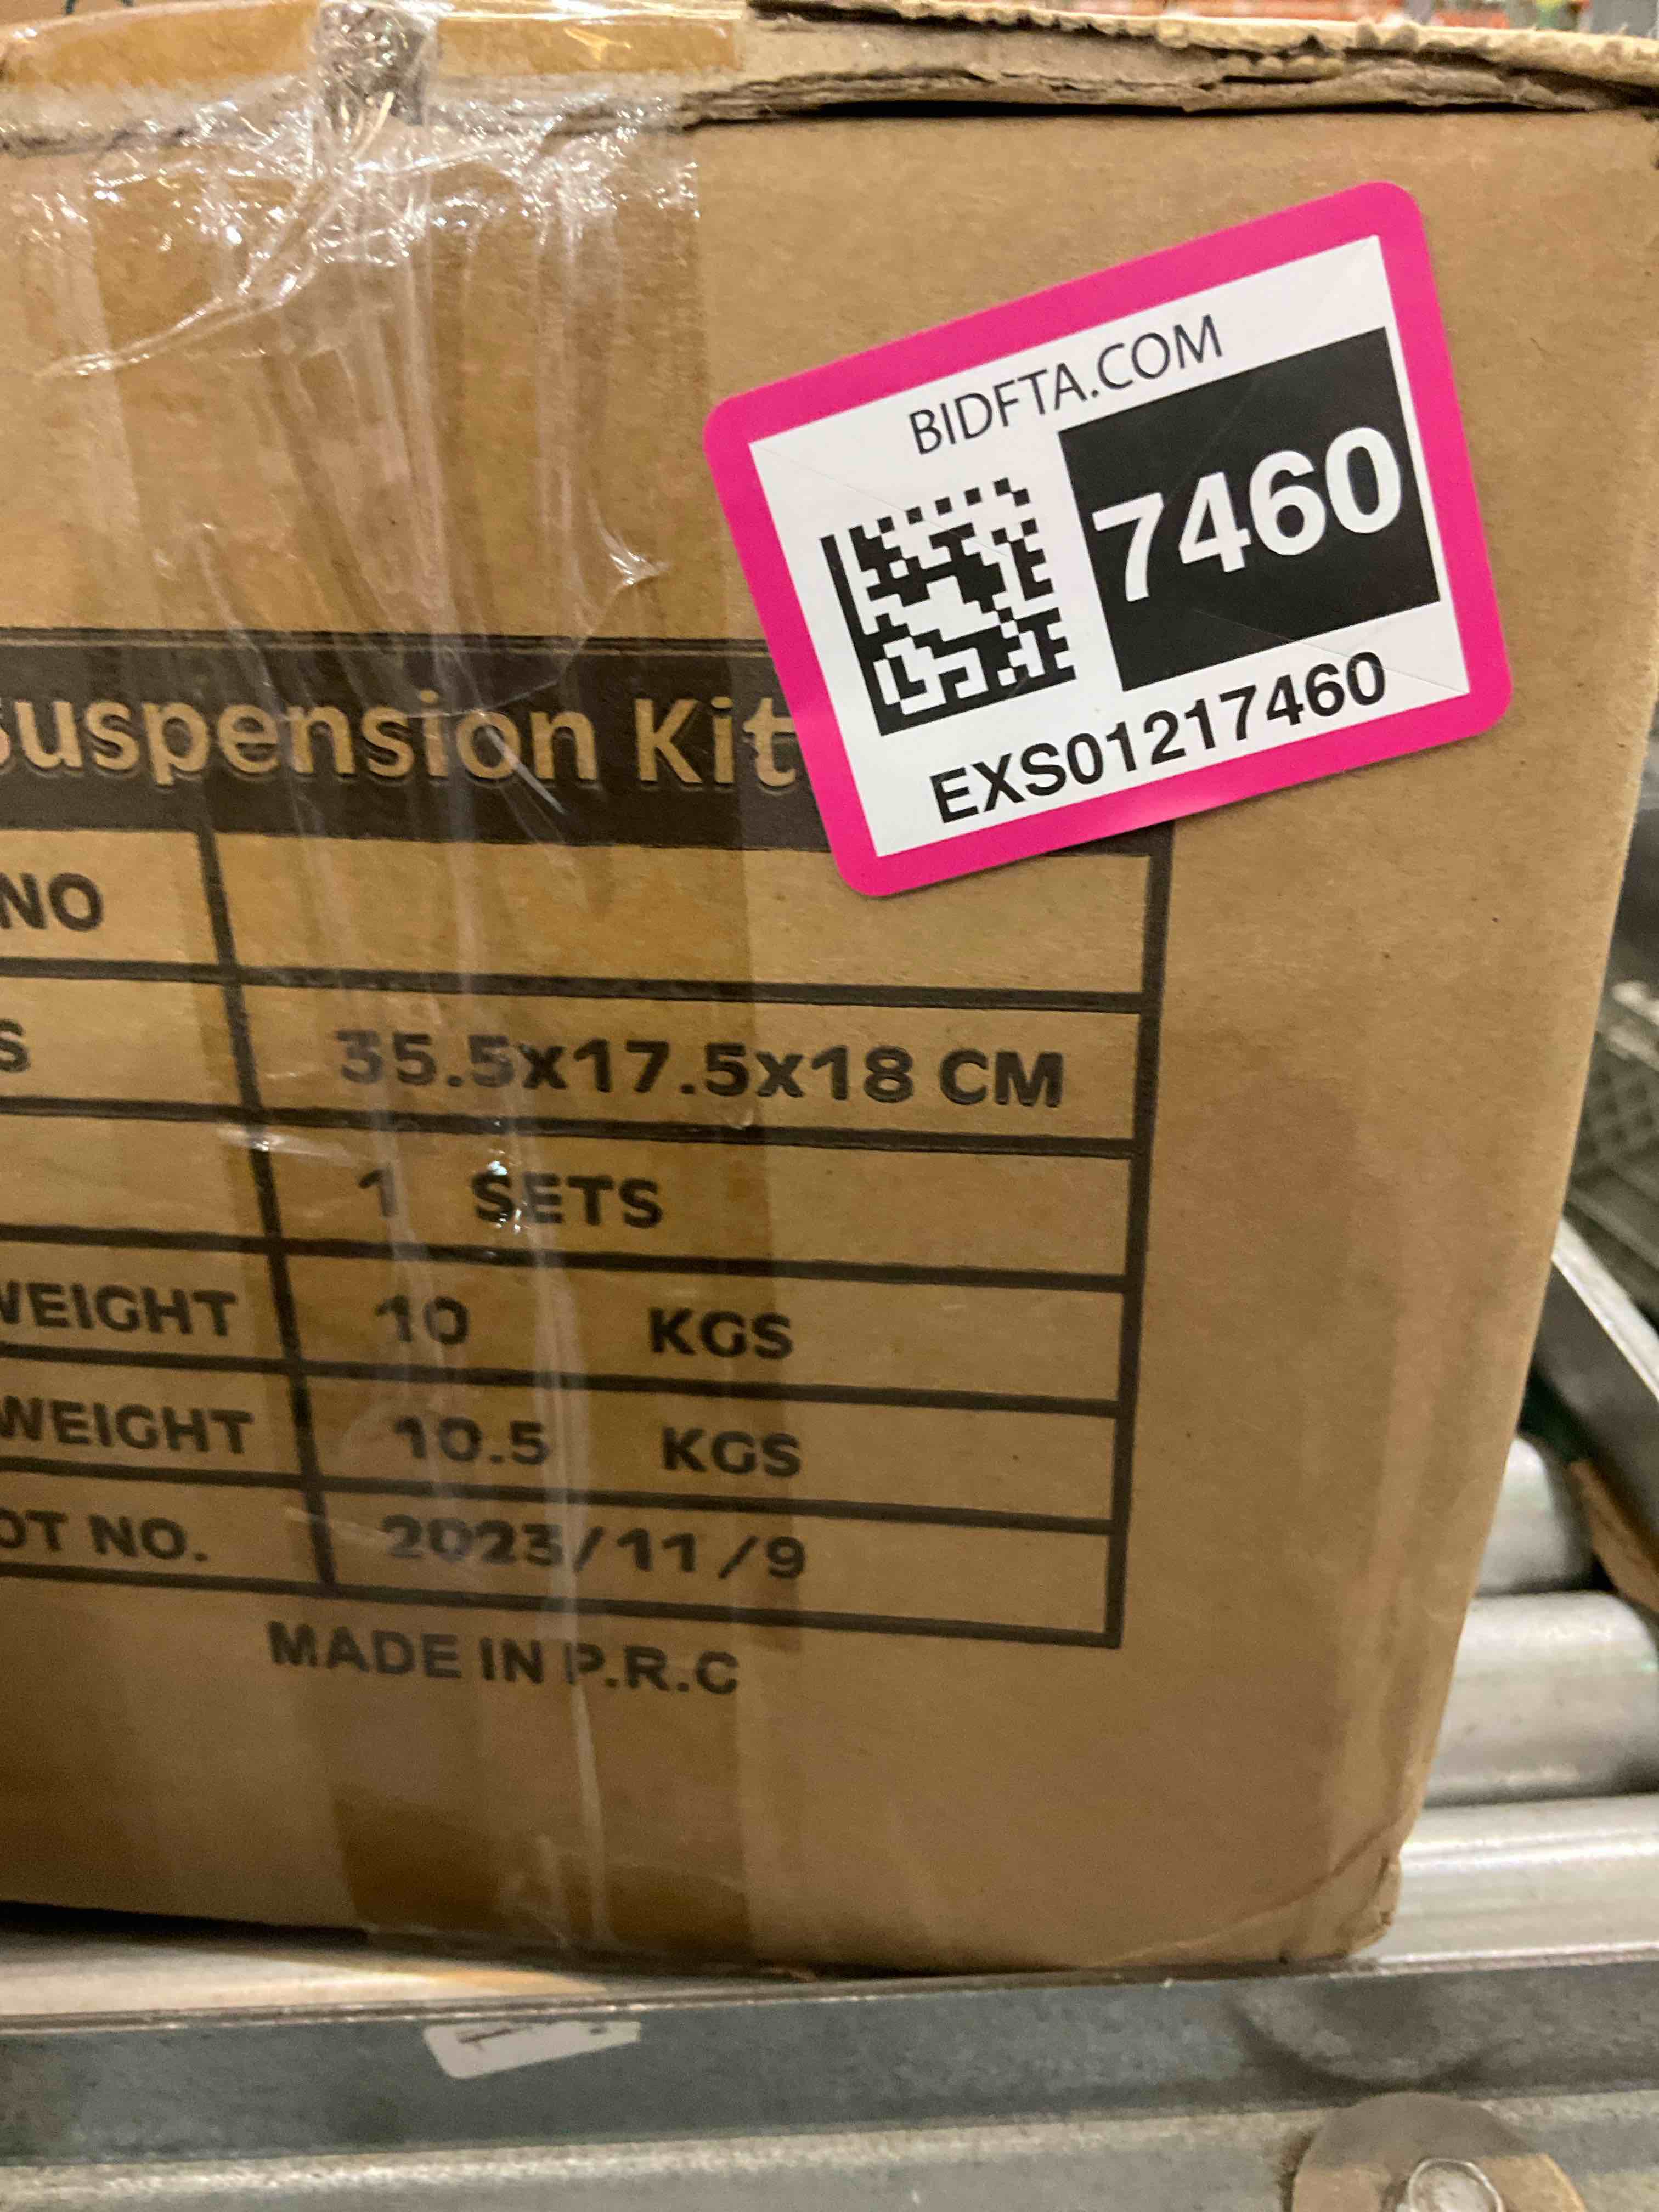 BIDFTA.COM
7460
EXS01217460
Suspension Kit
NO
S
35.5x17.5x18 CM
1 SETS
WEIGHT 10 KGS
WEIGHT 10.5 KGS
OT NO. 2023/11/9
MADE IN P.R.C